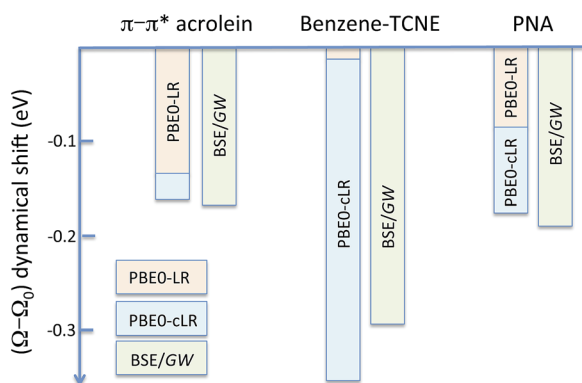 π−π* acrolein Benzene-TCNE PNA
(Ω−Ω₀) dynamical shift (eV)
-0.1
-0.2
-0.3
PBE0-LR
BSE/GW
PBE0-cLR
BSE/GW
PBE0-LR
PBE0-cLR
BSE/GW
PBE0-LR
PBE0-cLR
BSE/GW